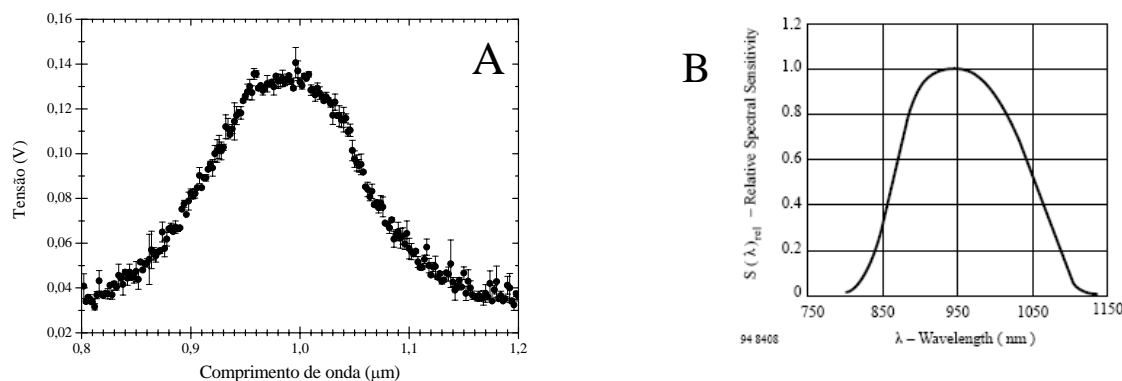 A
0,16
0,14
0,12
0,10
0,08
0,06
0,04
0,02
Tensão (V)
0,8 0,9 1,0 1,1 1,2
Comprimento de onda (μm)
B
1.2
1.0
0.8
0.6
0.4
0.2
0
S ( λ )rel – Relative Spectral Sensitivity
750 850 950 1050 1150
94 8408
λ – Wavelength ( nm )